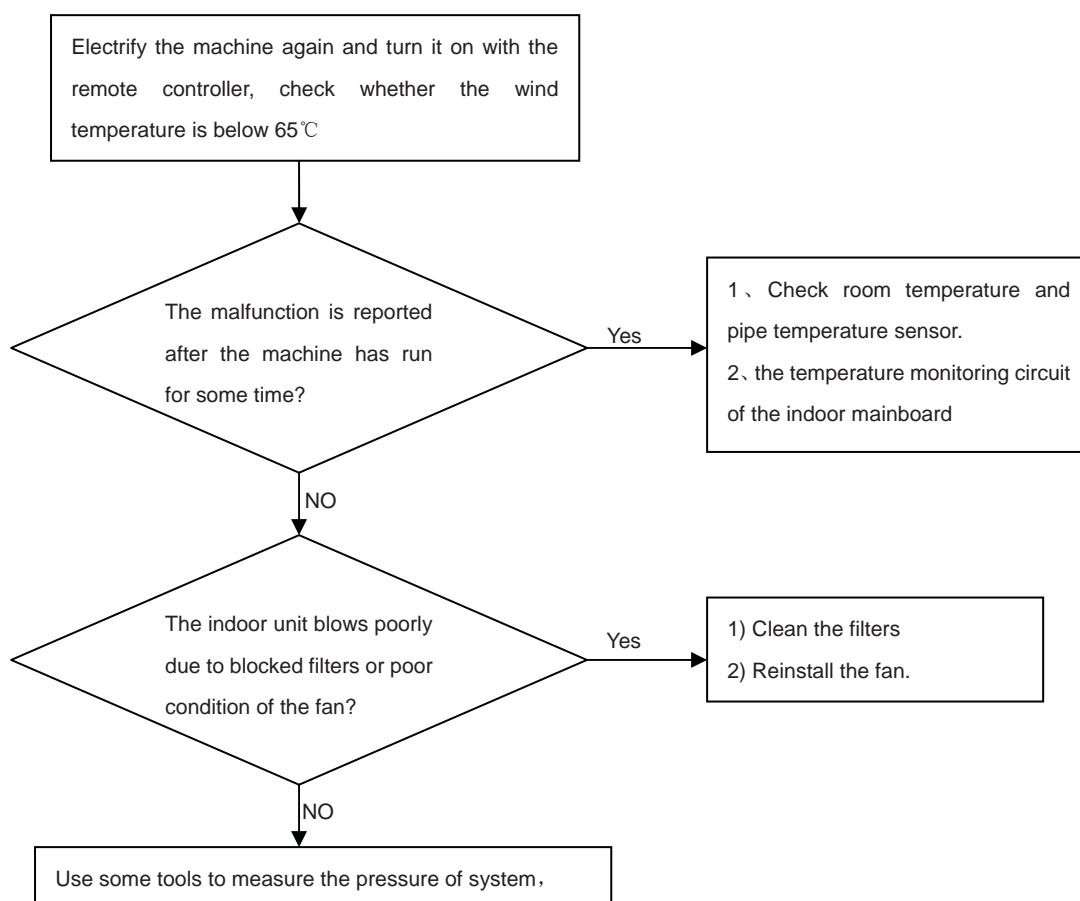 Electrify the machine again and turn it on with the
remote controller, check whether the wind
temperature is below 65℃
The malfunction is reported
after the machine has run
for some time?
Yes
1、Check room temperature and
pipe temperature sensor.
2、the temperature monitoring circuit
of the indoor mainboard
NO
The indoor unit blows poorly
due to blocked filters or poor
condition of the fan?
Yes
1) Clean the filters
2) Reinstall the fan.
NO
Use some tools to measure the pressure of system，